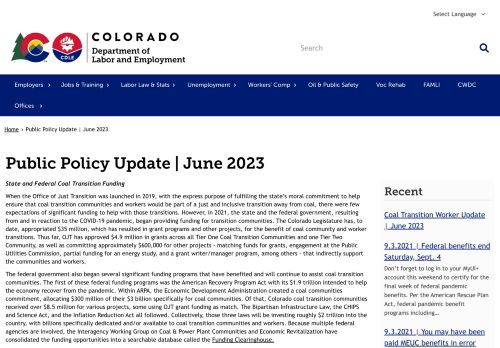 Select Language
COLORADO
Department of
Labor and Employment
CO
CDLE
Search
Employers
Jobs & Training
Labor Law & Stats
Unemployment
Workers' Comp
Oil & Public Safety
Voc Rehab
FAMLI
CWDC
Offices
Home › Public Policy Update | June 2023
Public Policy Update | June 2023
State and Federal Coal Transition Funding
When the Office of Just Transition was launched in 2019, with the express purpose of fulfilling the state's moral commitment to help
ensure that coal transition communities and workers would be part of a just and inclusive transition away from coal, there were few
expectations of significant funding to help with those transitions. However, in 2021, the state and the federal government, resulting
from and in reaction to the COVID-19 pandemic, began providing funding for transition communities. The Colorado Legislature has, to
date, appropriated $35 million, which has resulted in grant programs and other projects, for the benefit of coal community and worker
transitions. Thus far, OJT has approved $4.9 million in grants across all Tier One Coal Transition Communities and one Tier Two
Community, as well as committing approximately $600,000 for other projects - matching funds for grants, engagement at the Public
Utilities Commission, partial funding for an energy study, and a grant writer/manager program, among others - that indirectly support
the communities and workers.
The federal government also began several significant funding programs that have benefited and will continue to assist coal transition
communities. The first of these federal funding programs was the American Recovery Program Act with its $1.9 trillion intended to help
the economy recover from the pandemic. Within ARPA, the Economic Development Administration created a coal communities
commitment, allocating $300 million of their $3 billion specifically for coal communities. Of that, Colorado coal transition communities
received over $8.5 million for various projects, some using OJT grant funding as match. The Bipartisan Infrastructure Law, the CHIPS
and Science Act, and the Inflation Reduction Act all followed. Collectively, those three laws will be investing roughly $2 trillion into the
country, with billions specifically dedicated and/or available to coal transition communities and workers. Because multiple federal
agencies are involved, the Interagency Working Group on Coal & Power Plant Communities and Economic Revitalization have
consolidated the funding opportunities into a searchable database called the Funding Clearinghouse.
Recent
Coal Transition Worker Update
| June 2023
9.3.2021 | Federal benefits end
Saturday, Sept. 4
Don't forget to log in your MyUI+
account this weekend to certify for the
final week of federal pandemic
benefits. Per the American Rescue Plan
Act, federal pandemic benefit
programs including...
9.3.2021 | You may have been
paid MEUC benefits in error